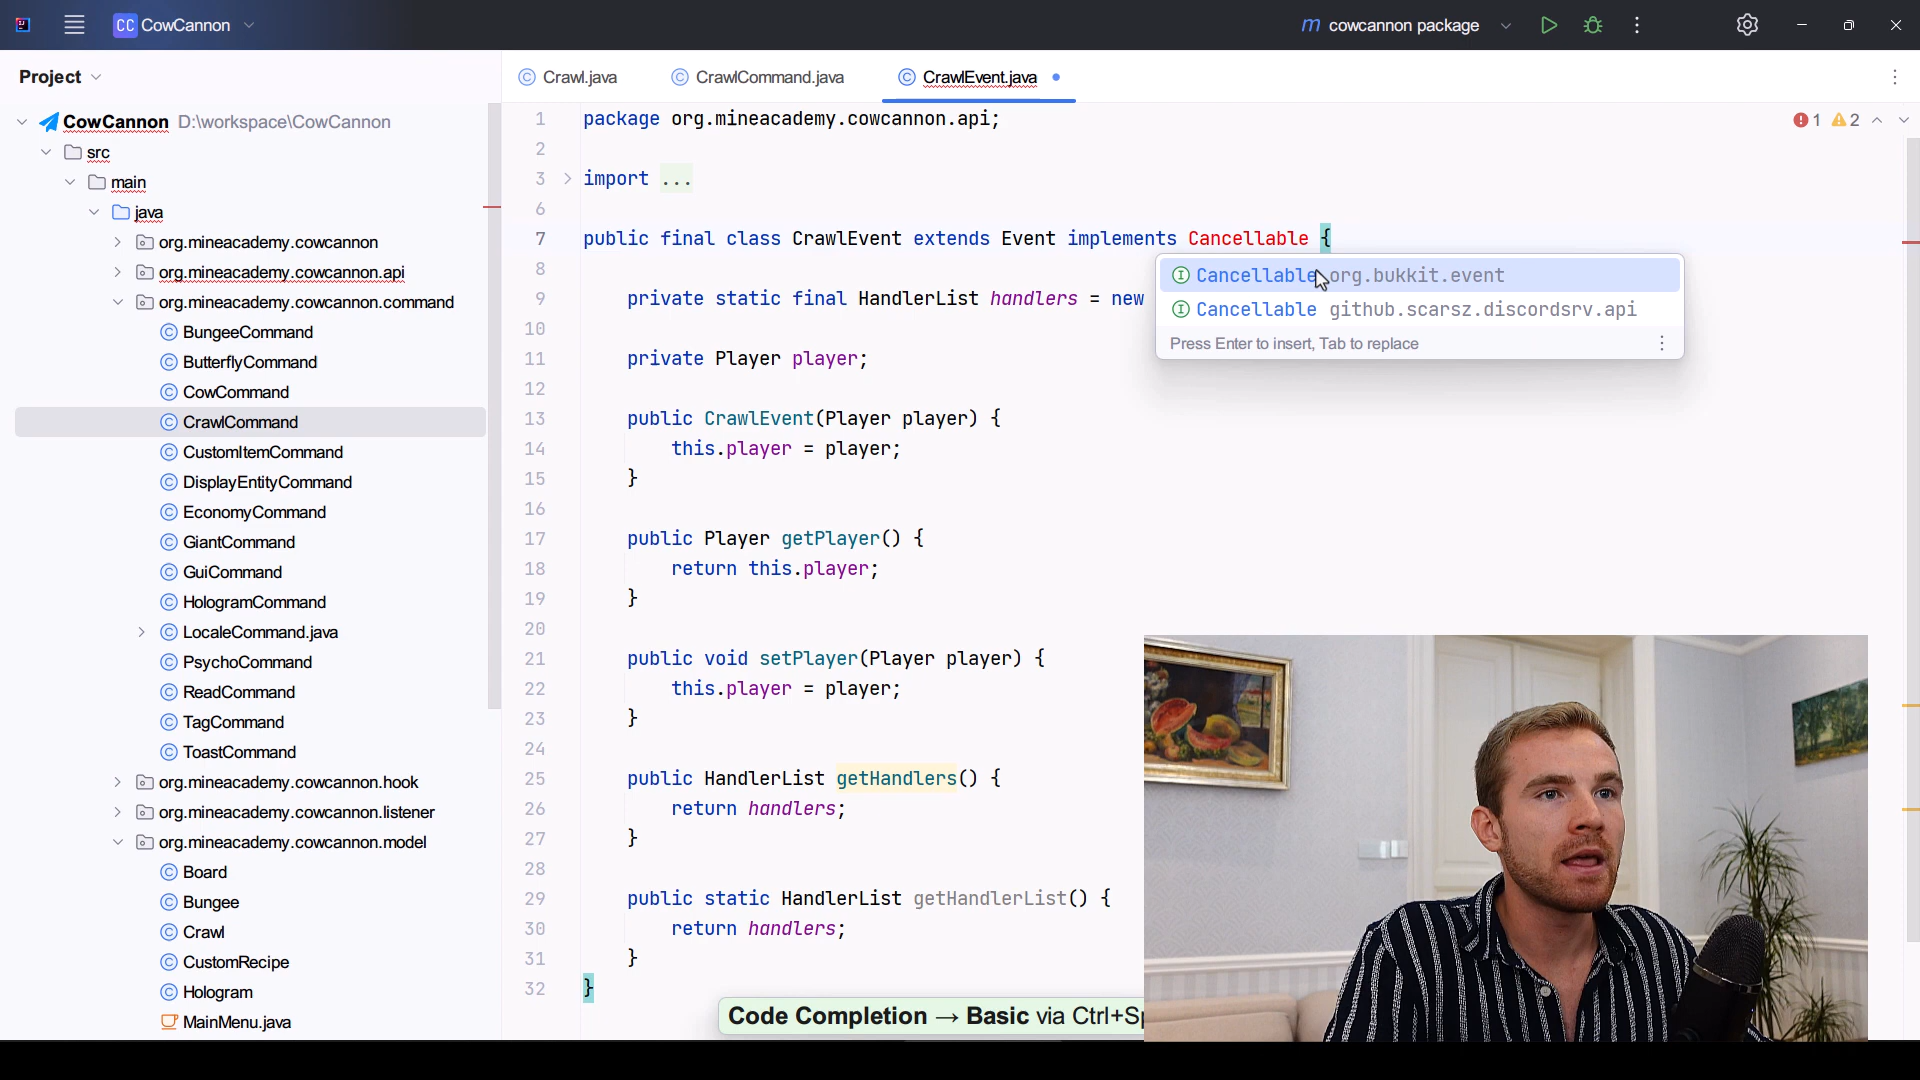 CC CowCannon
m cowcannon package
Project
Crawl.java
CrawlCommand.java
CrawlEvent.java
CowCannon D:\workspace\CowCannon
src
main
java
org.mineacademy.cowcannon
org.mineacademy.cowcannon.api
org.mineacademy.cowcannon.command
BungeeCommand
ButterflyCommand
CowCommand
CrawlCommand
CustomItemCommand
DisplayEntityCommand
EconomyCommand
GiantCommand
GuiCommand
HologramCommand
LocaleCommand.java
PsychoCommand
ReadCommand
TagCommand
ToastCommand
org.mineacademy.cowcannon.hook
org.mineacademy.cowcannon.listener
org.mineacademy.cowcannon.model
Board
Bungee
Crawl
CustomRecipe
Hologram
MainMenu.java
1 package org.mineacademy.cowcannon.api;
2
3 import ...
6
7 public final class CrawlEvent extends Event implements Cancellable {
8
9 private static final HandlerList handlers = new
10
11 private Player player;
12
13 public CrawlEvent(Player player) {
14 this.player = player;
15 }
16
17 public Player getPlayer() {
18 return this.player;
19 }
20
21 public void setPlayer(Player player) {
22 this.player = player;
23 }
24
25 public HandlerList getHandlers() {
26 return handlers;
27 }
28
29 public static HandlerList getHandlerList() {
30 return handlers;
31 }
32 }
1 2
Cancellable org.bukkit.event
Cancellable github.scarsz.discordsrv.api
Press Enter to insert, Tab to replace
Code Completion → Basic via Ctrl+Sp